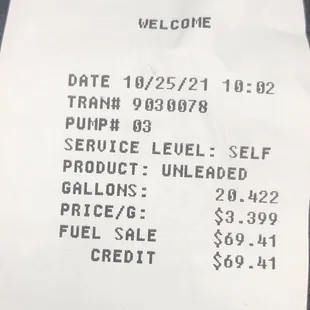 WELCOME
DATE 10/25/21 10:02
TRAN# 9030078
PUMP# 03
SERVICE LEVEL: SELF
PRODUCT: UNLEADED
GALLONS: 20.422
PRICE/G: $3.399
FUEL SALE $69.41
CREDIT $69.41